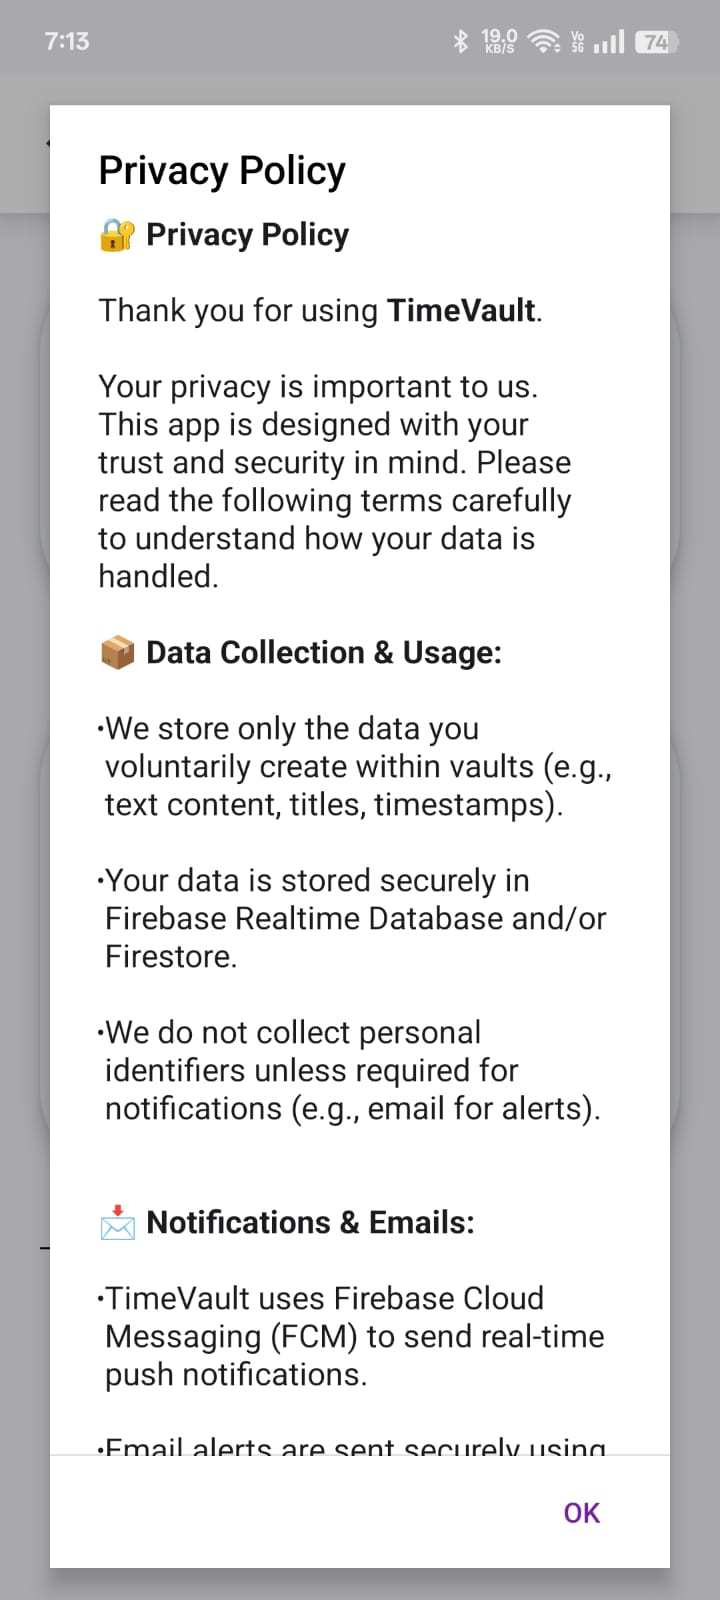 7:13
19.0
KB/S
Vo
5G
74
Privacy Policy
🔐 Privacy Policy
Thank you for using TimeVault.
Your privacy is important to us.
This app is designed with your
trust and security in mind. Please
read the following terms carefully
to understand how your data is
handled.
📦 Data Collection & Usage:
·We store only the data you
voluntarily create within vaults (e.g.,
text content, titles, timestamps).
·Your data is stored securely in
Firebase Realtime Database and/or
Firestore.
·We do not collect personal
identifiers unless required for
notifications (e.g., email for alerts).
📩 Notifications & Emails:
·TimeVault uses Firebase Cloud
Messaging (FCM) to send real-time
push notifications.
·Email alerts are sent securely using
OK